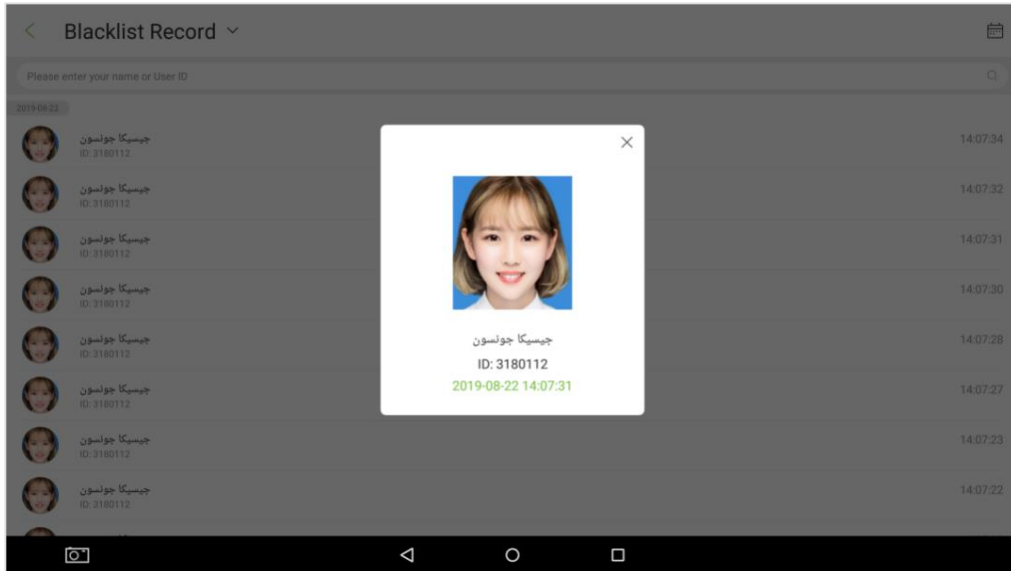 Blacklist Record
Please enter your name or User ID
2019-08-23
جيسيكا جونسون
ID: 3180112
14:07:34
جيسيكا جونسون
ID: 3180112
14:07:32
جيسيكا جونسون
ID: 3180112
14:07:31
جيسيكا جونسون
ID: 3180112
14:07:30
جيسيكا جونسون
ID: 3180112
14:07:28
جيسيكا جونسون
ID: 3180112
14:07:27
جيسيكا جونسون
ID: 3180112
14:07:23
جيسيكا جونسون
ID: 3180112
14:07:22
جيسيكا جونسون
ID: 3180112
2019-08-22 14:07:31